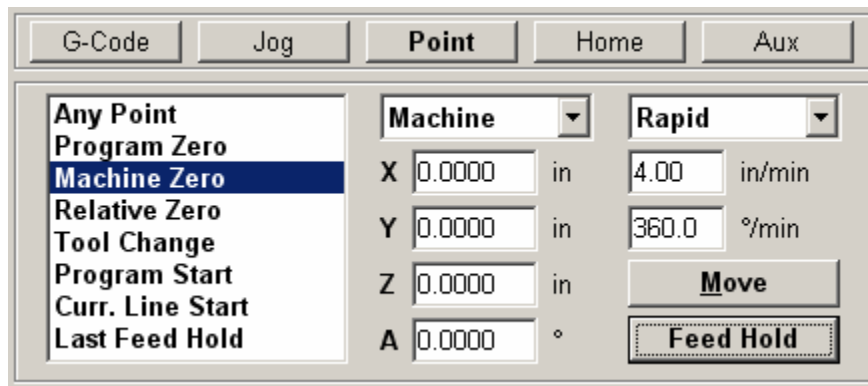 G-Code Jog Point Home Aux
Any Point
Program Zero
Machine Zero
Relative Zero
Tool Change
Program Start
Curr. Line Start
Last Feed Hold
Machine Rapid
X 0.0000 in 4.00 in/min
Y 0.0000 in 360.0 °/min
Z 0.0000 in Move
A 0.0000 ° Feed Hold